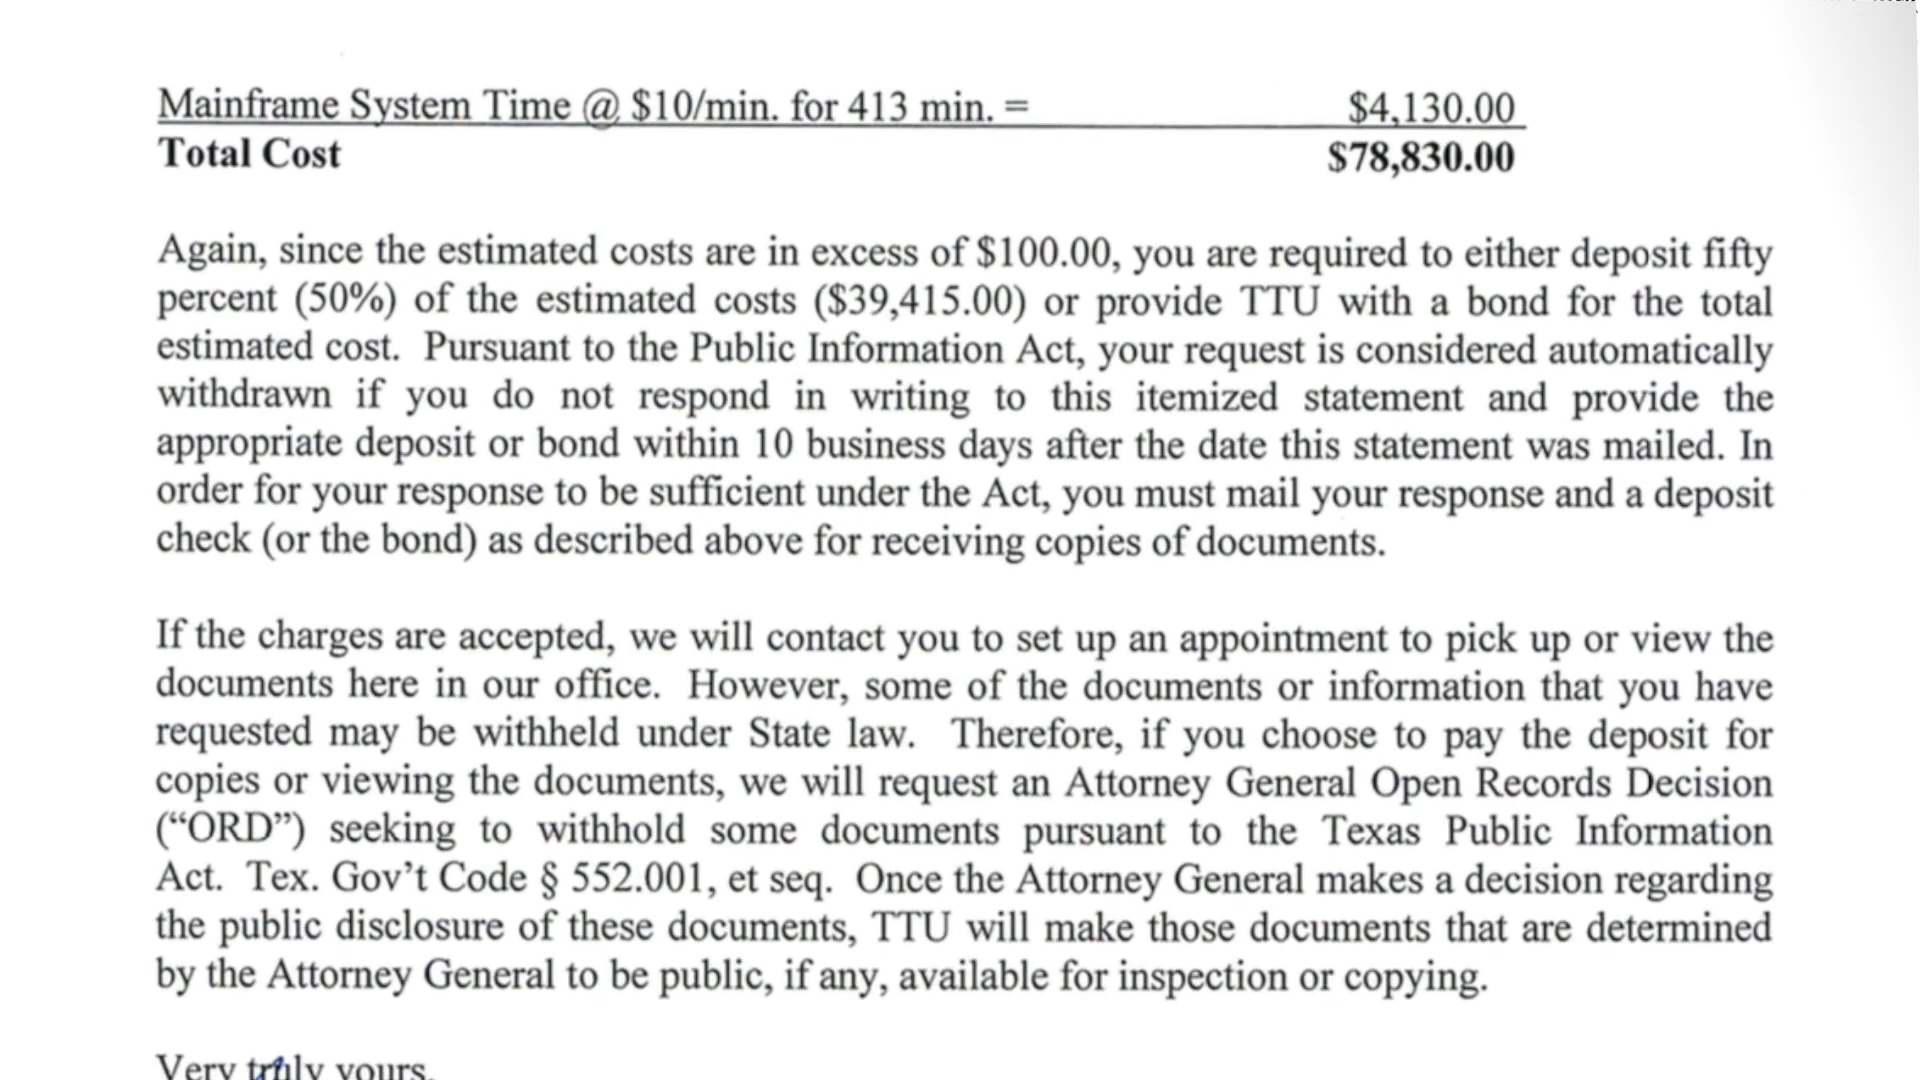 Mainframe System Time @ $10/min. for 413 min. = $4,130.00
Total Cost $78,830.00
Again, since the estimated costs are in excess of $100.00, you are required to either deposit fifty
percent (50%) of the estimated costs ($39,415.00) or provide TTU with a bond for the total
estimated cost. Pursuant to the Public Information Act, your request is considered automatically
withdrawn if you do not respond in writing to this itemized statement and provide the
appropriate deposit or bond within 10 business days after the date this statement was mailed. In
order for your response to be sufficient under the Act, you must mail your response and a deposit
check (or the bond) as described above for receiving copies of documents.
If the charges are accepted, we will contact you to set up an appointment to pick up or view the
documents here in our office. However, some of the documents or information that you have
requested may be withheld under State law. Therefore, if you choose to pay the deposit for
copies or viewing the documents, we will request an Attorney General Open Records Decision
(“ORD”) seeking to withhold some documents pursuant to the Texas Public Information
Act. Tex. Gov’t Code § 552.001, et seq. Once the Attorney General makes a decision regarding
the public disclosure of these documents, TTU will make those documents that are determined
by the Attorney General to be public, if any, available for inspection or copying.
Very truly yours,